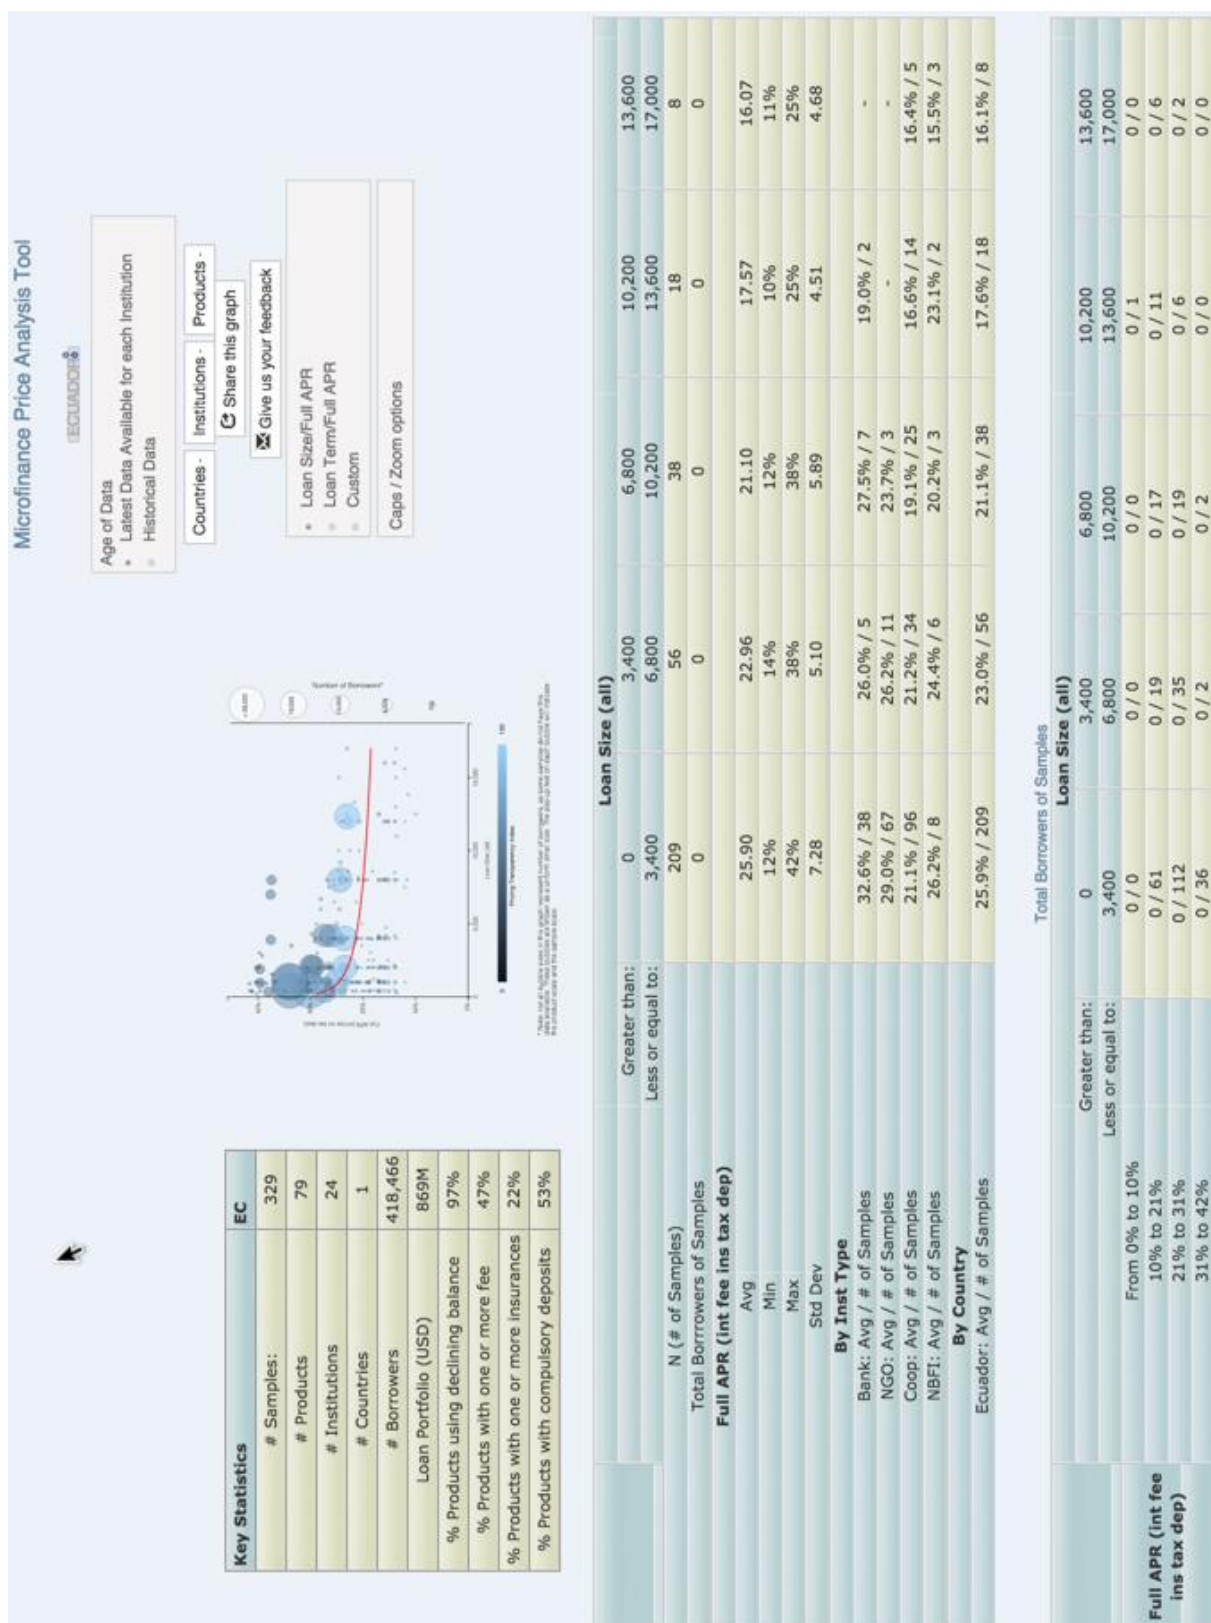 Microfinance Price Analysis Tool
ECUADOR
Age of Data
Latest Data Available for each Institution
Historical Data
Countries - Institutions - Products -
Share this graph
Give us your feedback
Loan Size/Full APR
Loan Term/Full APR
Custom
Caps / Zoom options
Number of Borrowers*
Pricing Transparency Index
Key Statistics EC
# Samples: 329
# Products 79
# Institutions 24
# Countries 1
# Borrowers 418,466
Loan Portfolio (USD) 869M
% Products using declining balance 97%
% Products with one or more fee 47%
% Products with one or more insurances 22%
% Products with compulsory deposits 53%
Loan Size (all)
Greater than: 0 3,400 6,800 10,200 13,600
Less or equal to: 3,400 6,800 10,200 13,600 17,000
N (# of Samples) 209 56 38 18 8
Total Borrrowers of Samples 0 0 0 0 0
Full APR (int fee ins tax dep)
Avg 25.90 22.96 21.10 17.57 16.07
Min 12% 14% 12% 10% 11%
Max 42% 38% 38% 25% 25%
Std Dev 7.28 5.10 5.89 4.51 4.68
By Inst Type
Bank: Avg / # of Samples 32.6% / 38 26.0% / 5 27.5% / 7 19.0% / 2 -
NGO: Avg / # of Samples 29.0% / 67 26.2% / 11 23.7% / 3 - -
Coop: Avg / # of Samples 21.1% / 96 21.2% / 34 19.1% / 25 16.6% / 14 16.4% / 5
NBFI: Avg / # of Samples 26.2% / 8 24.4% / 6 20.2% / 3 23.1% / 2 15.5% / 3
By Country
Ecuador: Avg / # of Samples 25.9% / 209 23.0% / 56 21.1% / 38 17.6% / 18 16.1% / 8
Total Borrowers of Samples
Loan Size (all)
Greater than: 0 3,400 6,800 10,200 13,600
Less or equal to: 3,400 6,800 10,200 13,600 17,000
From 0% to 10% 0 / 0 0 / 0 0 / 0 0 / 1 0 / 0
Full APR (int fee 10% to 21% 0 / 61 0 / 19 0 / 17 0 / 11 0 / 6
ins tax dep) 21% to 31% 0 / 112 0 / 35 0 / 19 0 / 6 0 / 2
31% to 42% 0 / 36 0 / 2 0 / 2 0 / 0 0 / 0